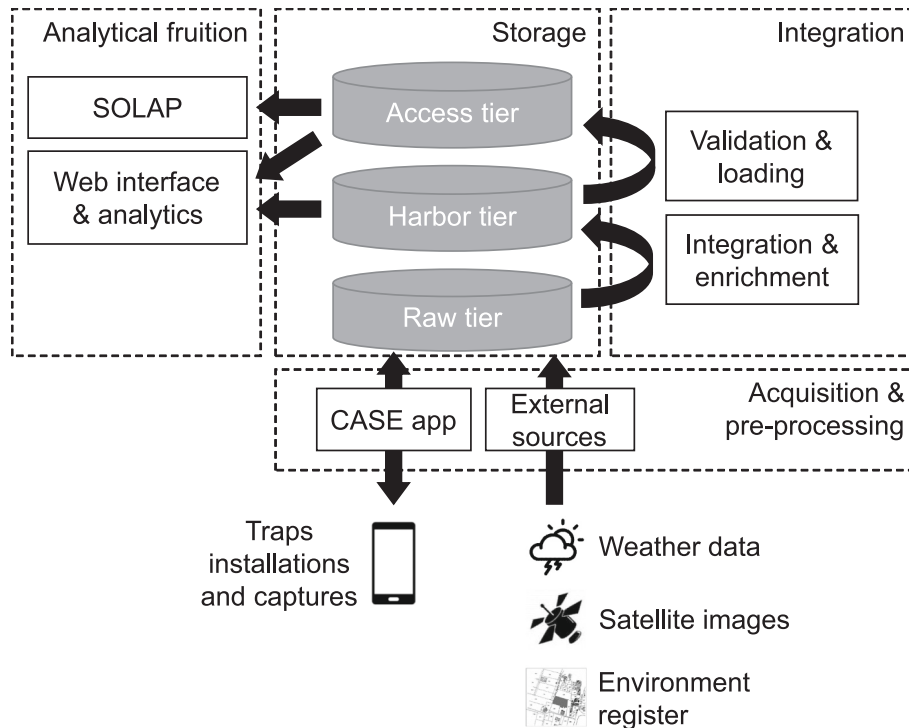 Analytical fruition
Storage
Integration
SOLAP
Access tier
Validation &
loading
Web interface
& analytics
Harbor tier
Integration &
enrichment
Raw tier
CASE app
External
sources
Acquisition &
pre-processing
Traps
installations
and captures
Weather data
Satellite images
Environment
register